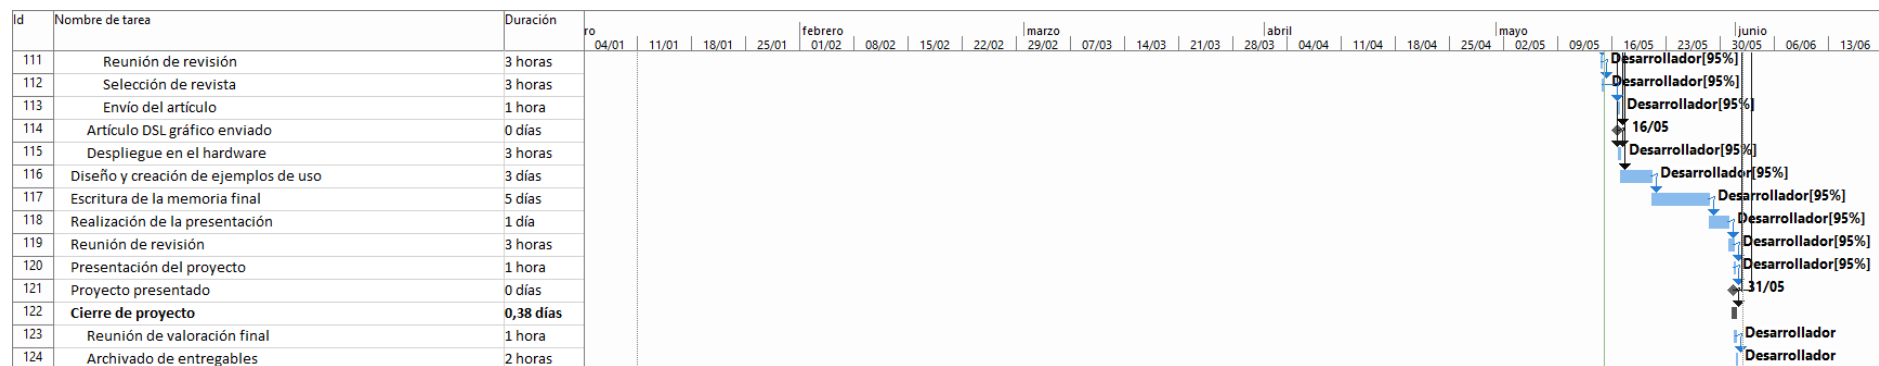 Id Nombre de tarea Duración
ro febrero marzo abril mayo junio
04/01 11/01 18/01 25/01 01/02 08/02 15/02 22/02 29/02 07/03 14/03 21/03 28/03 04/04 11/04 18/04 25/04 02/05 09/05 16/05 23/05 30/05 06/06 13/06
111 Reunión de revisión 3 horas Desarrollador[95%]
112 Selección de revista 3 horas Desarrollador[95%]
113 Envío del artículo 1 hora Desarrollador[95%]
114 Artículo DSL gráfico enviado 0 días 16/05
115 Despliegue en el hardware 3 horas Desarrollador[95%]
116 Diseño y creación de ejemplos de uso 3 días Desarrollador[95%]
117 Escritura de la memoria final 5 días Desarrollador[95%]
118 Realización de la presentación 1 día Desarrollador[95%]
119 Reunión de revisión 3 horas Desarrollador[95%]
120 Presentación del proyecto 1 hora Desarrollador[95%]
121 Proyecto presentado 0 días 31/05
122 Cierre de proyecto 0,38 días
123 Reunión de valoración final 1 hora Desarrollador
124 Archivado de entregables 2 horas Desarrollador